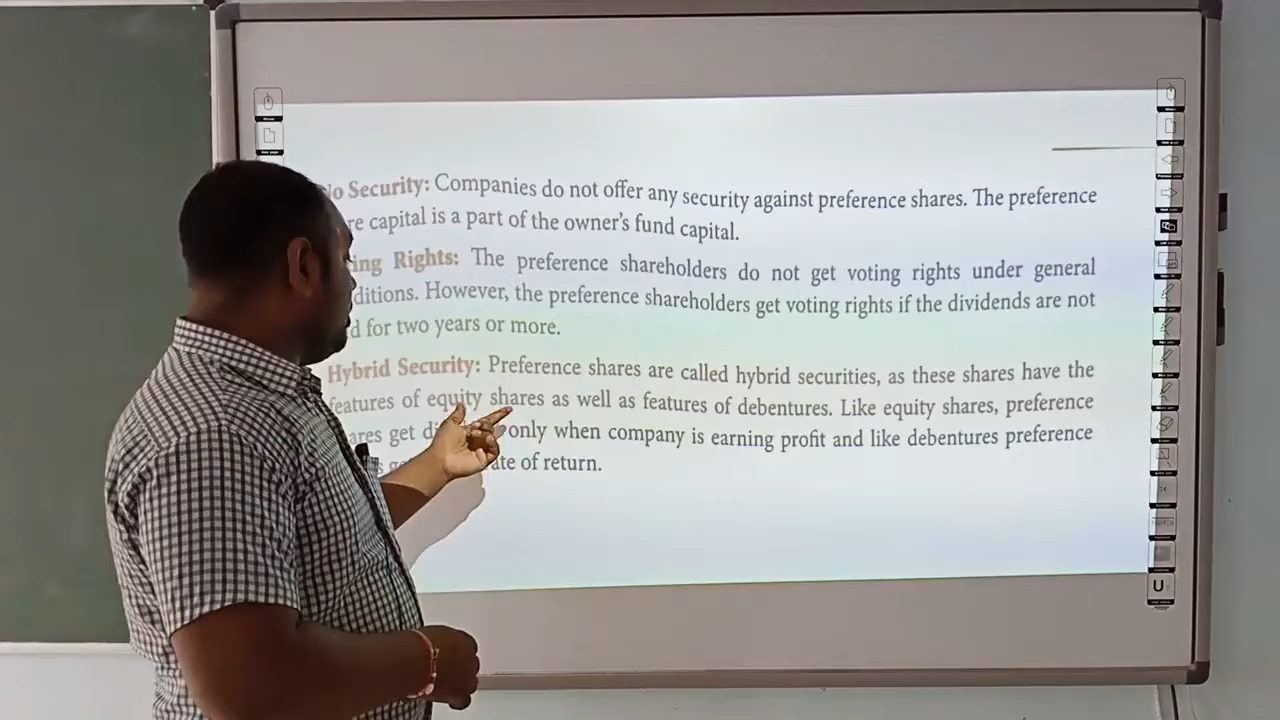 o Security: Companies do not offer any security against preference shares. The preference
re capital is a part of the owner's fund capital.
ing Rights: The preference shareholders do not get voting rights under general
ditions. However, the preference shareholders get voting rights if the dividends are not
d for two years or more.
Hybrid Security: Preference shares are called hybrid securities, as these shares have the
features of equity shares as well as features of debentures. Like equity shares, preference
ares get di only when company is earning profit and like debentures preference
ate of return.